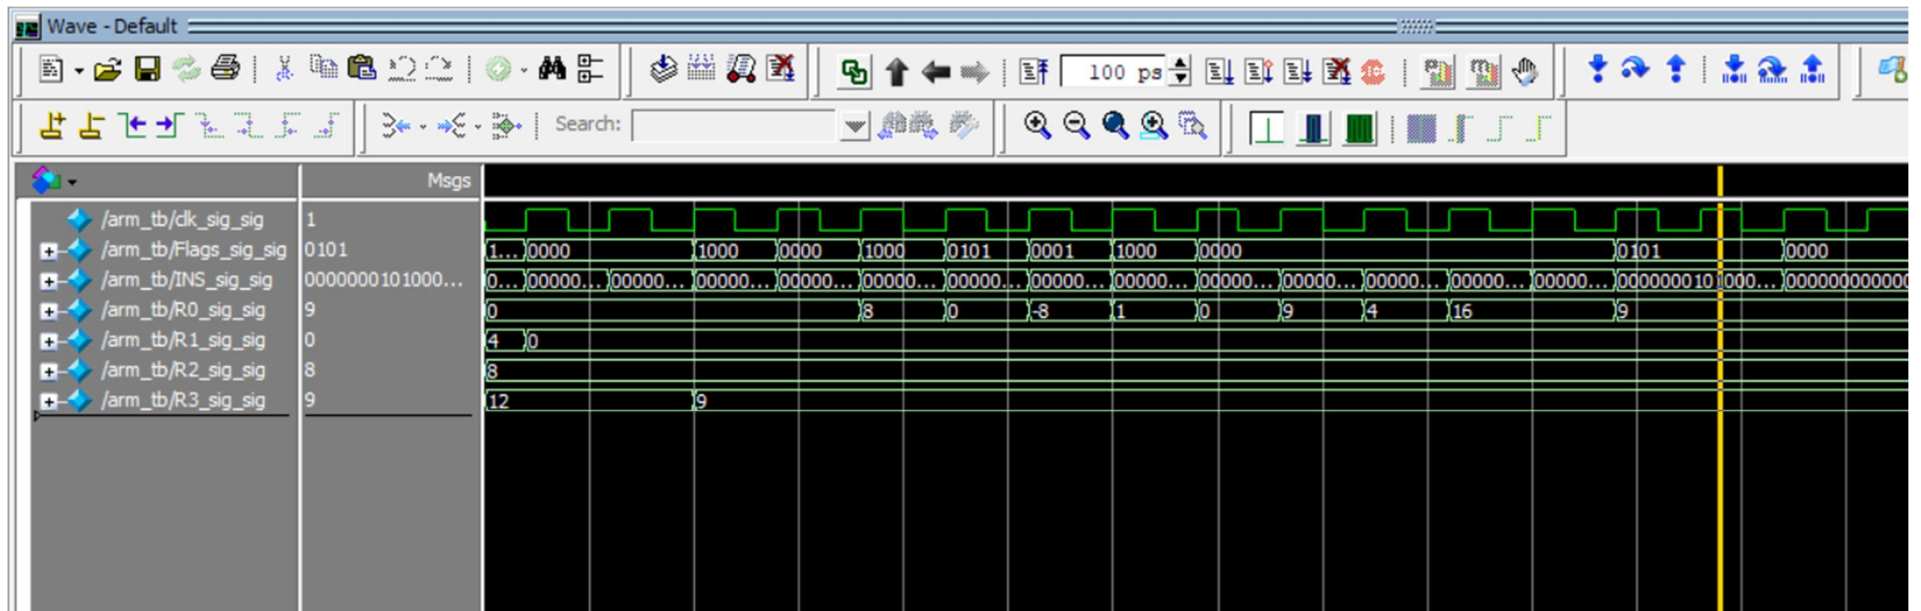 Wave - Default
100 ps
Search:
Msgs
/arm_tb/clk_sig_sig 1
/arm_tb/Flags_sig_sig 0101 1... 0000 1000 0000 1000 0101 0001 1000 0000 0101 0000
/arm_tb/INS_sig_sig 0000000101000... 0... 00000... 00000... 00000... 00000... 00000... 00000... 00000... 00000... 00000... 00000... 00000... 00000... 00000... 0000000101000... 000000000000
/arm_tb/R0_sig_sig 9 0 8 0 -8 1 0 9 4 16 9
/arm_tb/R1_sig_sig 0 4 0
/arm_tb/R2_sig_sig 8 8
/arm_tb/R3_sig_sig 9 12 9